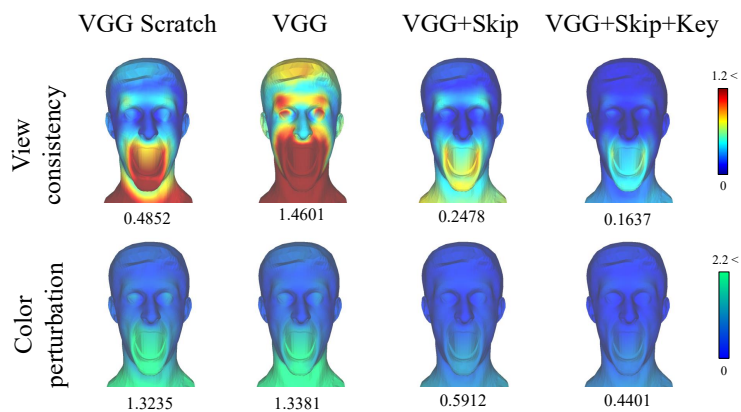 VGG Scratch VGG VGG+Skip VGG+Skip+Key
View
consistency
1.2 <
0
0.4852 1.4601 0.2478 0.1637
Color
perturbation
2.2 <
0
1.3235 1.3381 0.5912 0.4401